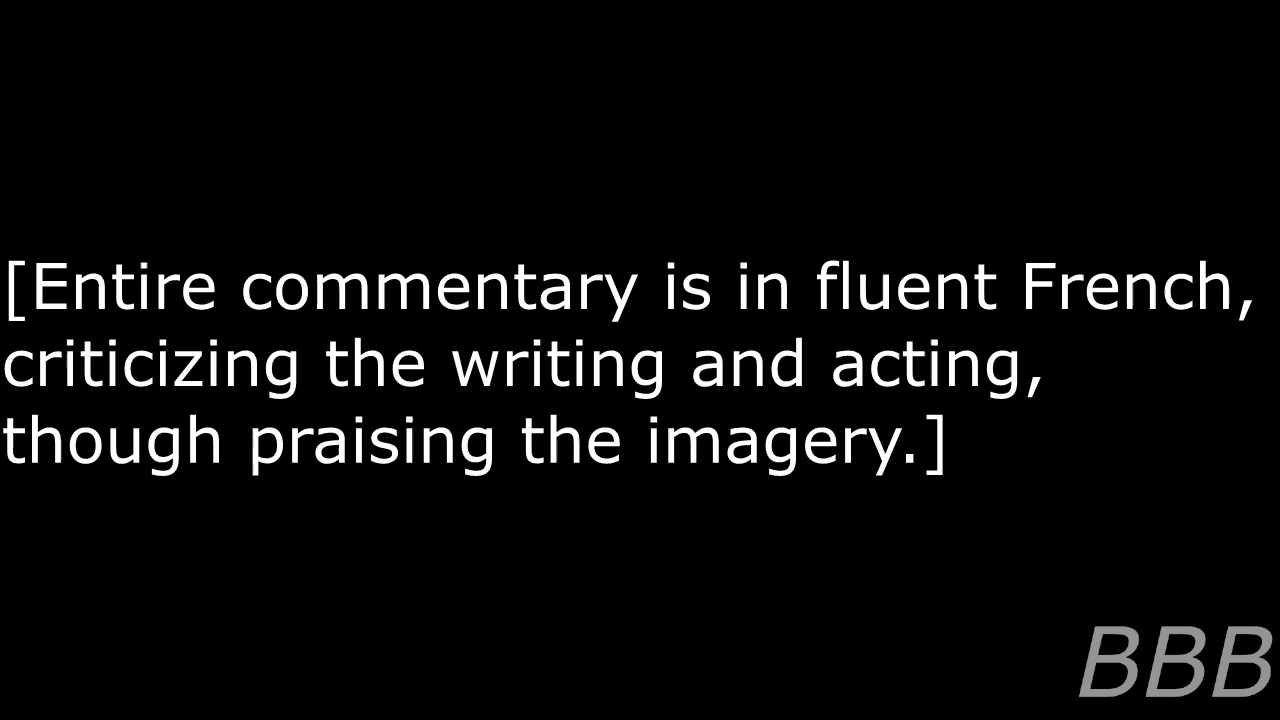 [Entire commentary is in fluent French,
criticizing the writing and acting,
though praising the imagery.]
BBB